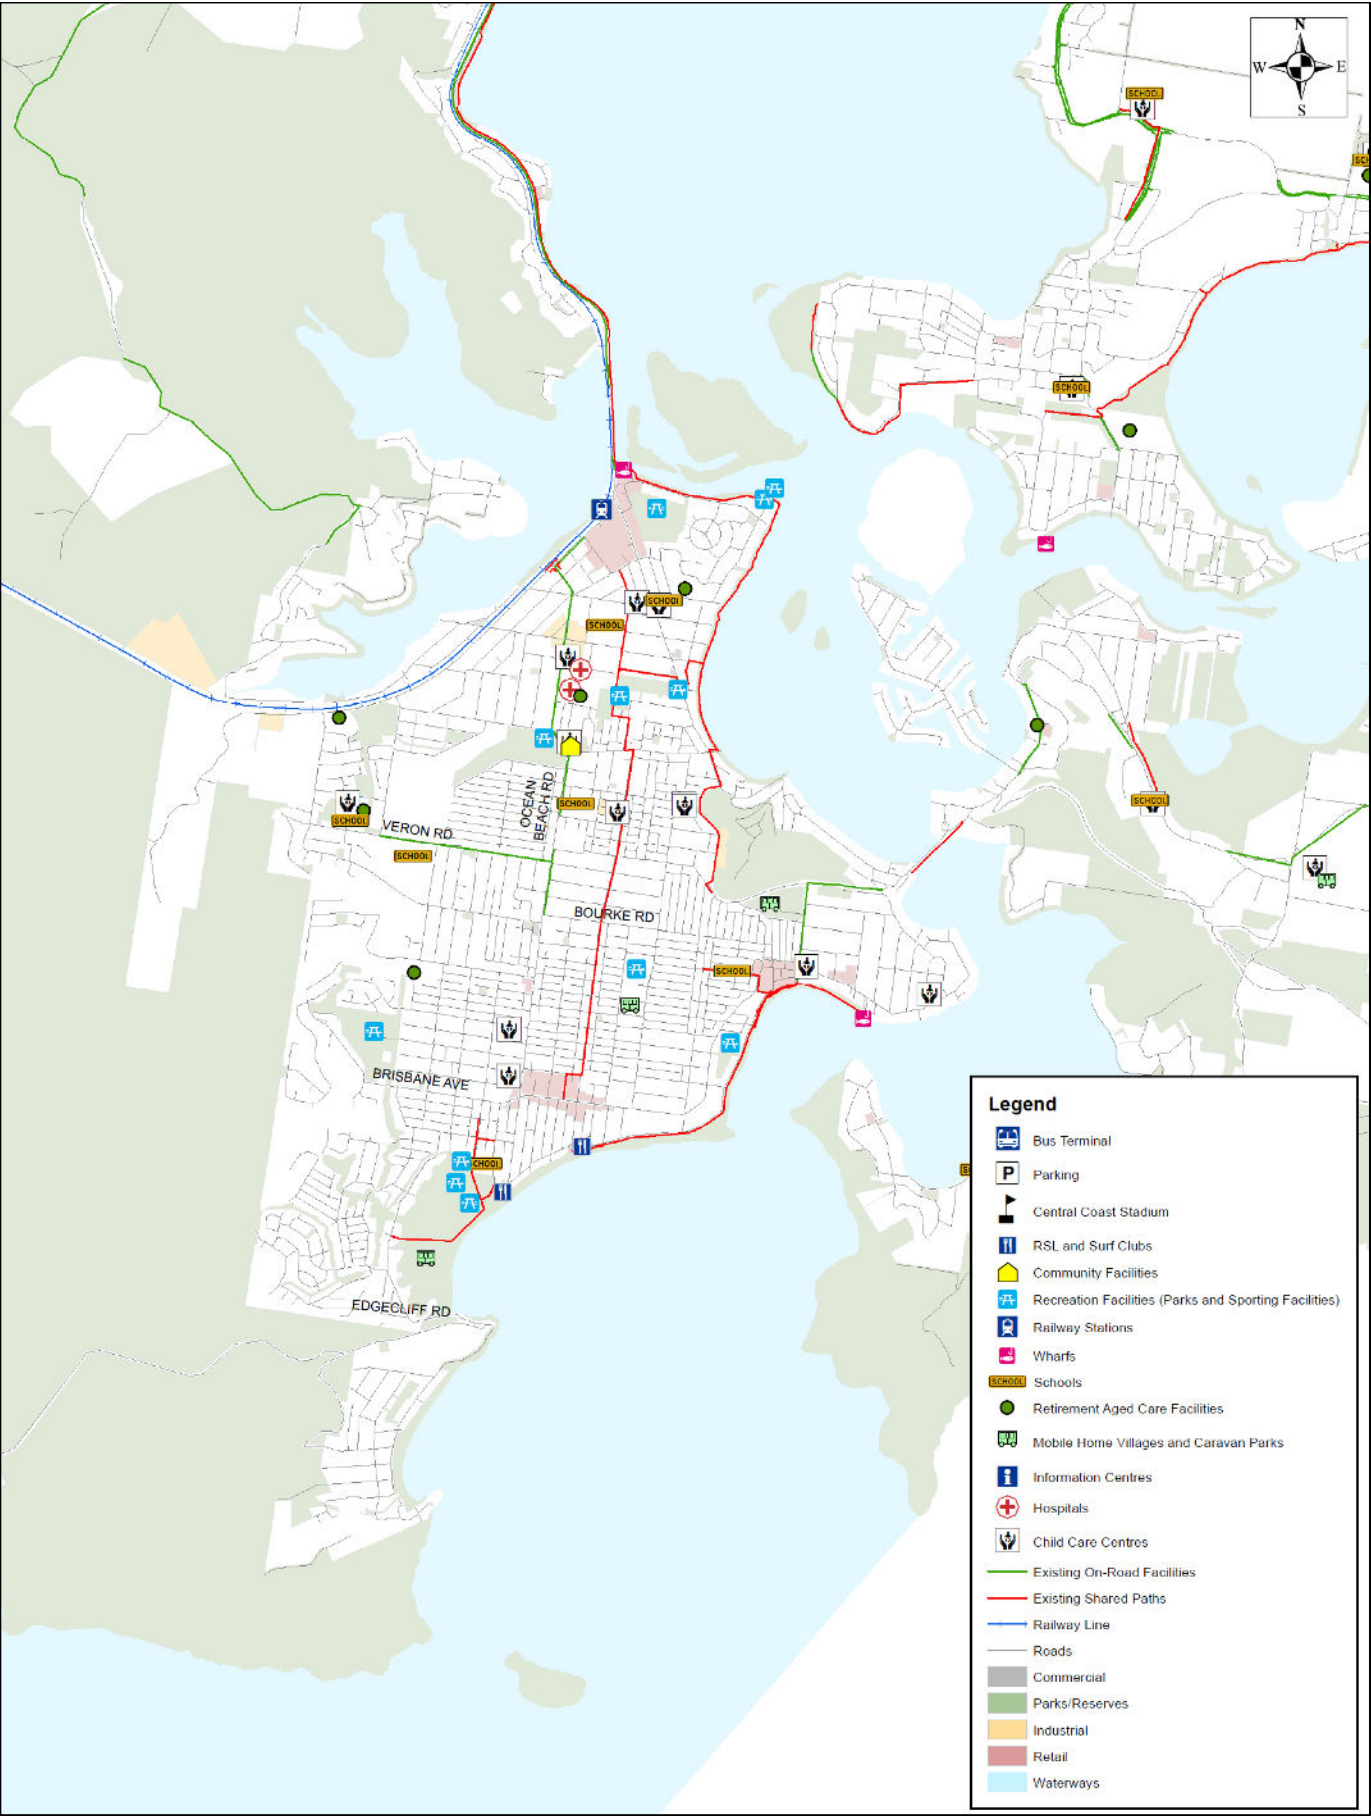 N
W E
S
SCHOOL
SCHOOL
SCHOOL
SCHOOL
SCHOOL
OCEAN
BEACH RD
SCHOOL
SCHOOL
SCHOOL
VERON RD
SCHOOL
BOURKE RD
SCHOOL
BRISBANE AVE
EDGECLIFF RD
Legend
Bus Terminal
P Parking
Central Coast Stadium
RSL and Surf Clubs
Community Facilities
Recreation Facilities (Parks and Sporting Facilities)
Railway Stations
Wharfs
SCHOOL Schools
Retirement Aged Care Facilities
Mobile Home Villages and Caravan Parks
i Information Centres
Hospitals
Child Care Centres
Existing On-Road Facilities
Existing Shared Paths
Railway Line
Roads
Commercial
Parks/Reserves
Industrial
Retail
Waterways